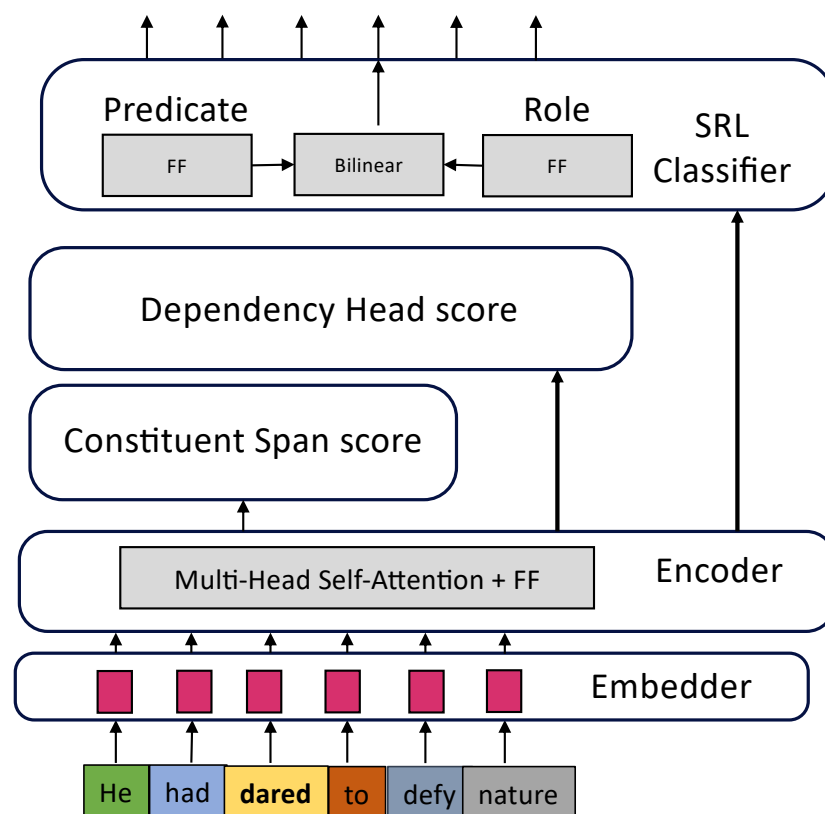 Predicate
Role
SRL
Classifier
FF
Bilinear
FF
Dependency Head score
Constituent Span score
Multi-Head Self-Attention + FF
Encoder
Embedder
He had dared to defy nature